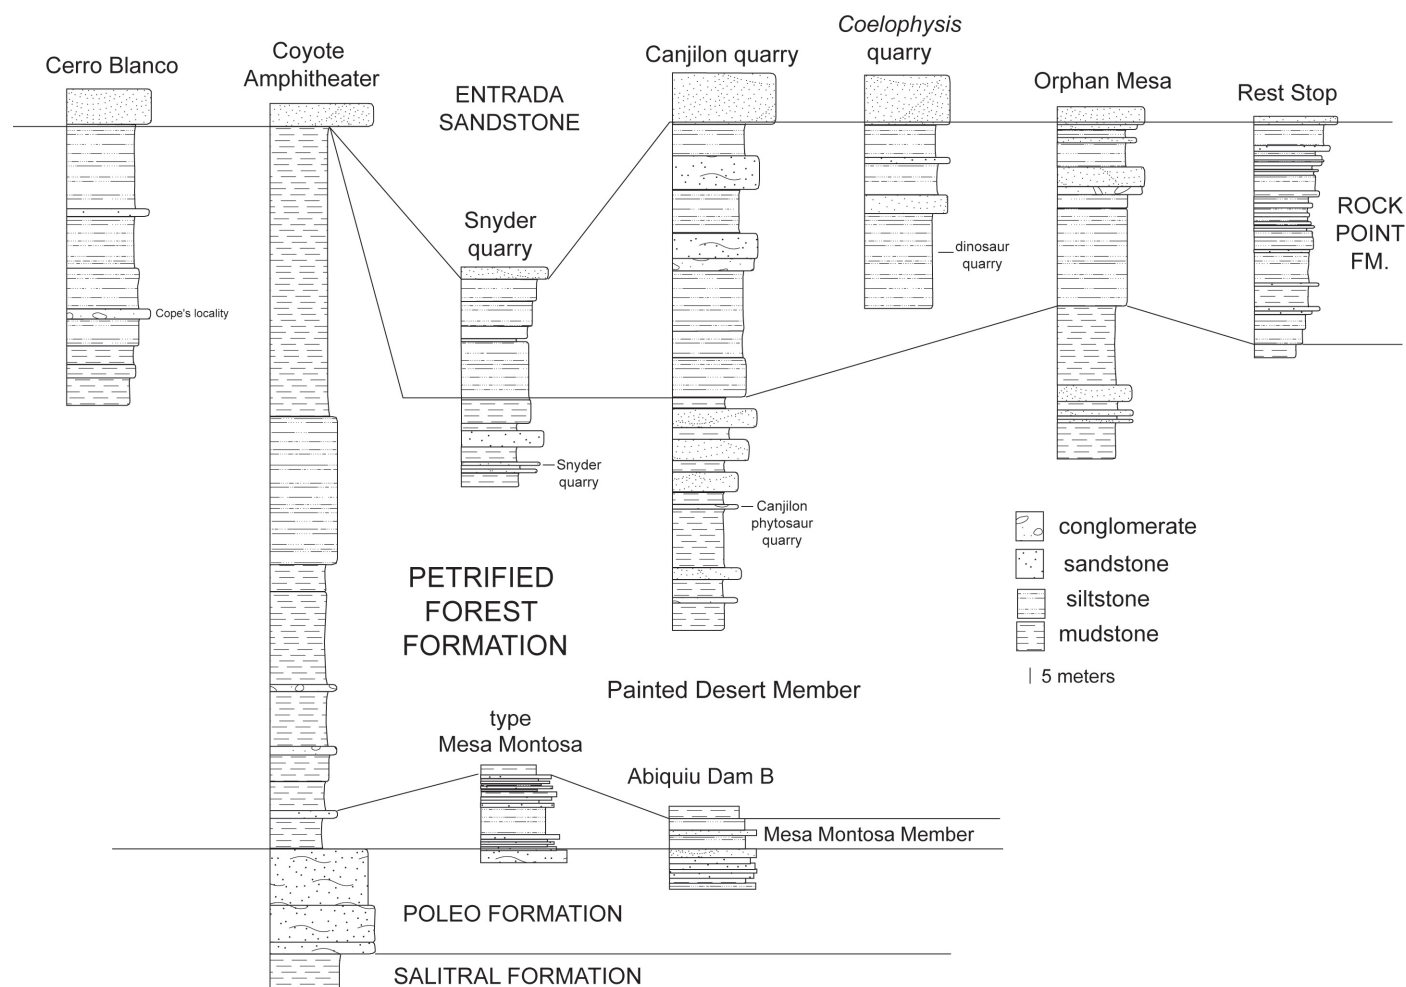 Cerro Blanco
Coyote
Amphitheater
ENTRADA
SANDSTONE
Canjilon quarry
Coelophysis
quarry
Orphan Mesa
Rest Stop
Snyder
quarry
ROCK
POINT
FM.
dinosaur
quarry
Cope's locality
Snyder
quarry
Canjilon
phytosaur
quarry
conglomerate
sandstone
siltstone
mudstone
5 meters
PETRIFIED
FOREST
FORMATION
Painted Desert Member
type
Mesa Montosa
Abiquiu Dam B
Mesa Montosa Member
POLEO FORMATION
SALITRAL FORMATION